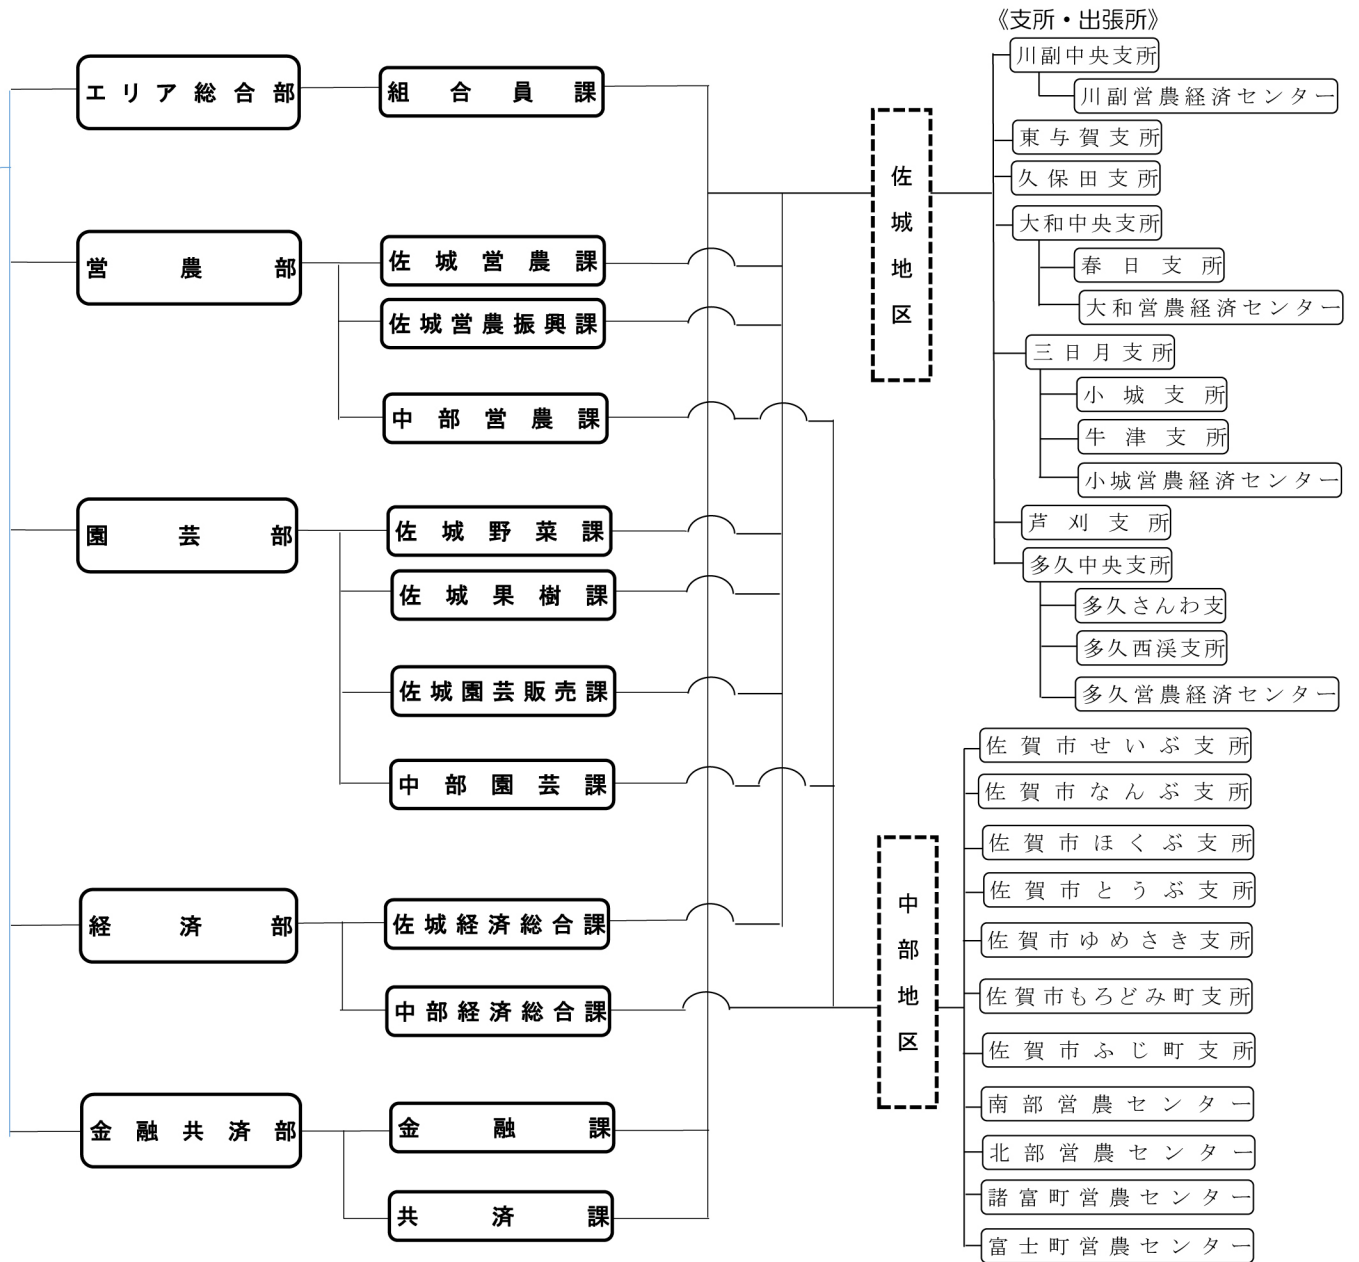 《支所・出張所》
エリア総合部
組合員課
営農部
佐城営農課
佐城営農振興課
中部営農課
園芸部
佐城野菜課
佐城果樹課
佐城園芸販売課
中部園芸課
経済部
佐城経済総合課
中部経済総合課
金融共済部
金融課
共済課
佐城地区
川副中央支所
川副営農経済センター
東与賀支所
久保田支所
大和中央支所
春日支所
大和営農経済センター
三日月支所
小城支所
牛津支所
小城営農経済センター
芦刈支所
多久中央支所
多久さんわ支
多久西渓支所
多久営農経済センター
中部地区
佐賀市せいぶ支所
佐賀市なんぶ支所
佐賀市ほくぶ支所
佐賀市とうぶ支所
佐賀市ゆめさき支所
佐賀市もろどみ町支所
佐賀市ふじ町支所
南部営農センター
北部営農センター
諸富町営農センター
富士町営農センター